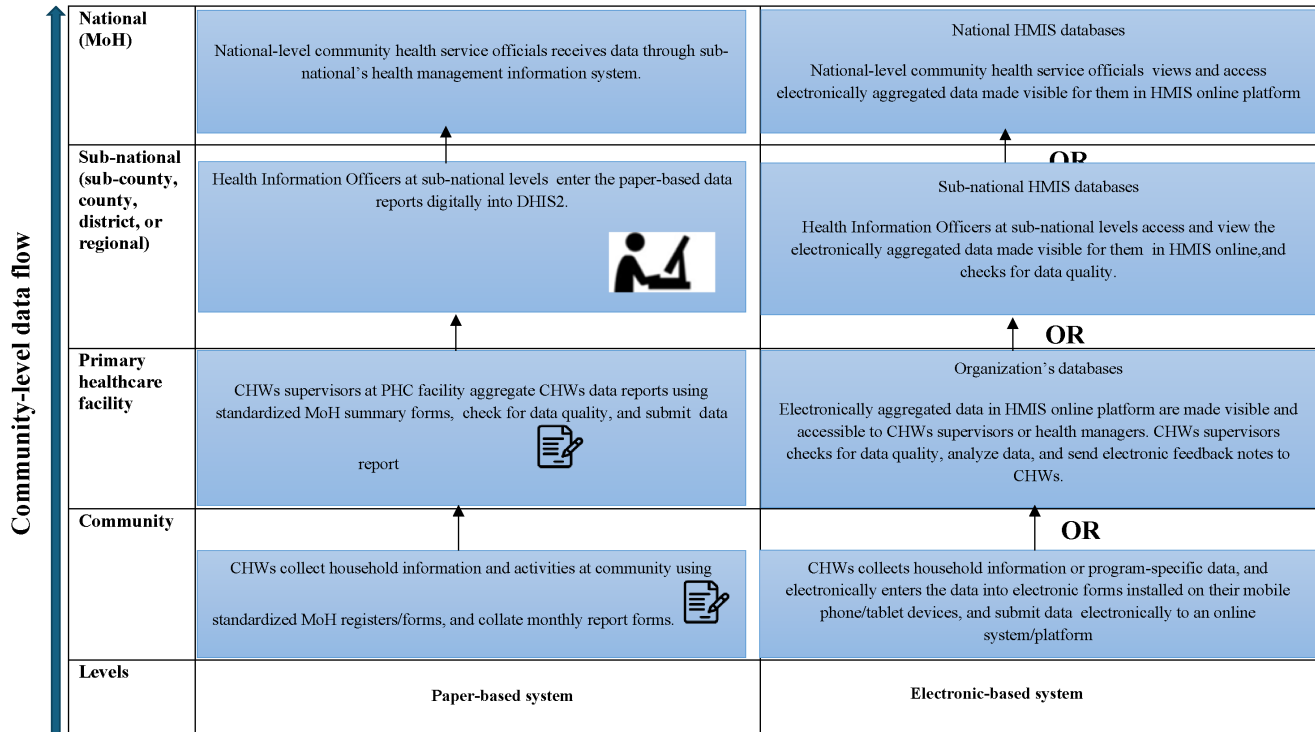 Community-level data flow
National
(MoH)
National-level community health service officials receives data through sub-
national’s health management information system.
National HMIS databases
National-level community health service officials  views and access
electronically aggregated data made visible for them in HMIS online platform
OR
Sub-national
(sub-county,
county,
district, or
regional)
Health Information Officers at sub-national levels  enter the paper-based data
reports digitally into DHIS2.
Sub-national HMIS databases
Health Information Officers at sub-national levels access and view the
electronically aggregated data made visible for them  in HMIS online,and
checks for data quality.
OR
Primary
healthcare
facility
CHWs supervisors at PHC facility aggregate CHWs data reports using
standardized MoH summary forms,  check for data quality, and submit  data
report
Organization’s databases
Electronically aggregated data in HMIS online platform are made visible and
accessible to CHWs supervisors or health managers. CHWs supervisors
checks for data quality, analyze data, and send electronic feedback notes to
CHWs.
OR
Community
CHWs collect household information and activities at community using
standardized MoH registers/forms, and collate monthly report forms.
CHWs collects household information or program-specific data, and
electronically enters the data into electronic forms installed on their mobile
phone/tablet devices, and submit data  electronically to an online
system/platform
Levels
Paper-based system
Electronic-based system